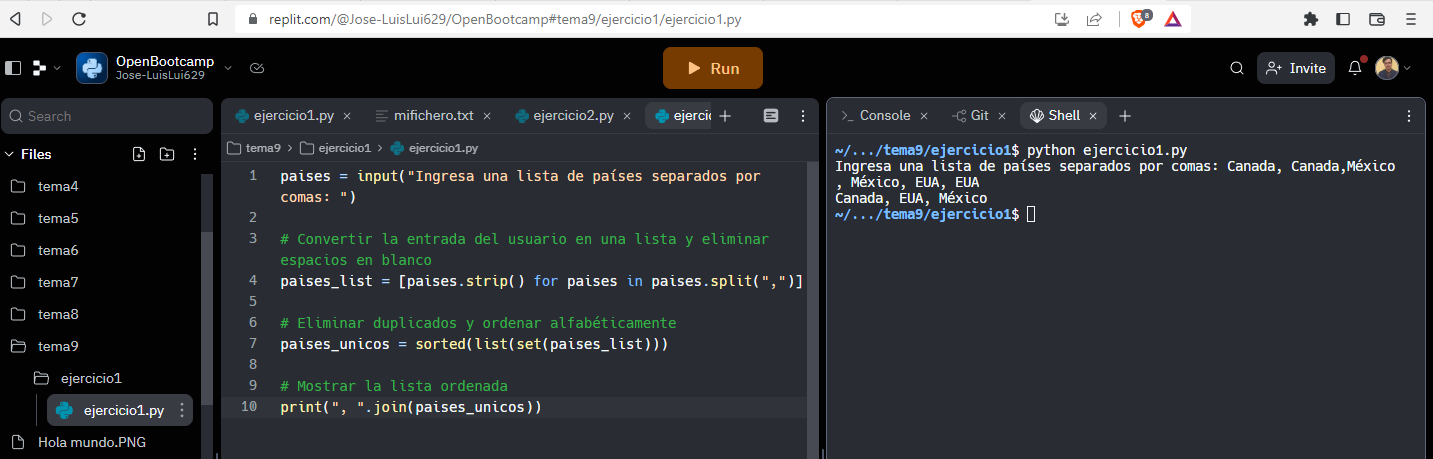 replit.com/@Jose-LuisLui629/OpenBootcamp#tema9/ejercicio1/ejercicio1.py
8
OpenBootcamp
Jose-LuisLui629
Run
Invite
Search
Files
tema4
tema5
tema6
tema7
tema8
tema9
ejercicio1
ejercicio1.py
Hola mundo.PNG
ejercicio1.py
mifichero.txt
ejercicio2.py
ejercic
tema9 > ejercicio1 > ejercicio1.py
1 paises = input("Ingresa una lista de países separados por
comas: ")
2
3 # Convertir la entrada del usuario en una lista y eliminar
espacios en blanco
4 paises_list = [paises.strip() for paises in paises.split(",")]
5
6 # Eliminar duplicados y ordenar alfabéticamente
7 paises_unicos = sorted(list(set(paises_list)))
8
9 # Mostrar la lista ordenada
10 print(", ".join(paises_unicos))
Console
Git
Shell
~/.../tema9/ejercicio1$ python ejercicio1.py
Ingresa una lista de países separados por comas: Canada, Canada,México
, México, EUA, EUA
Canada, EUA, México
~/.../tema9/ejercicio1$